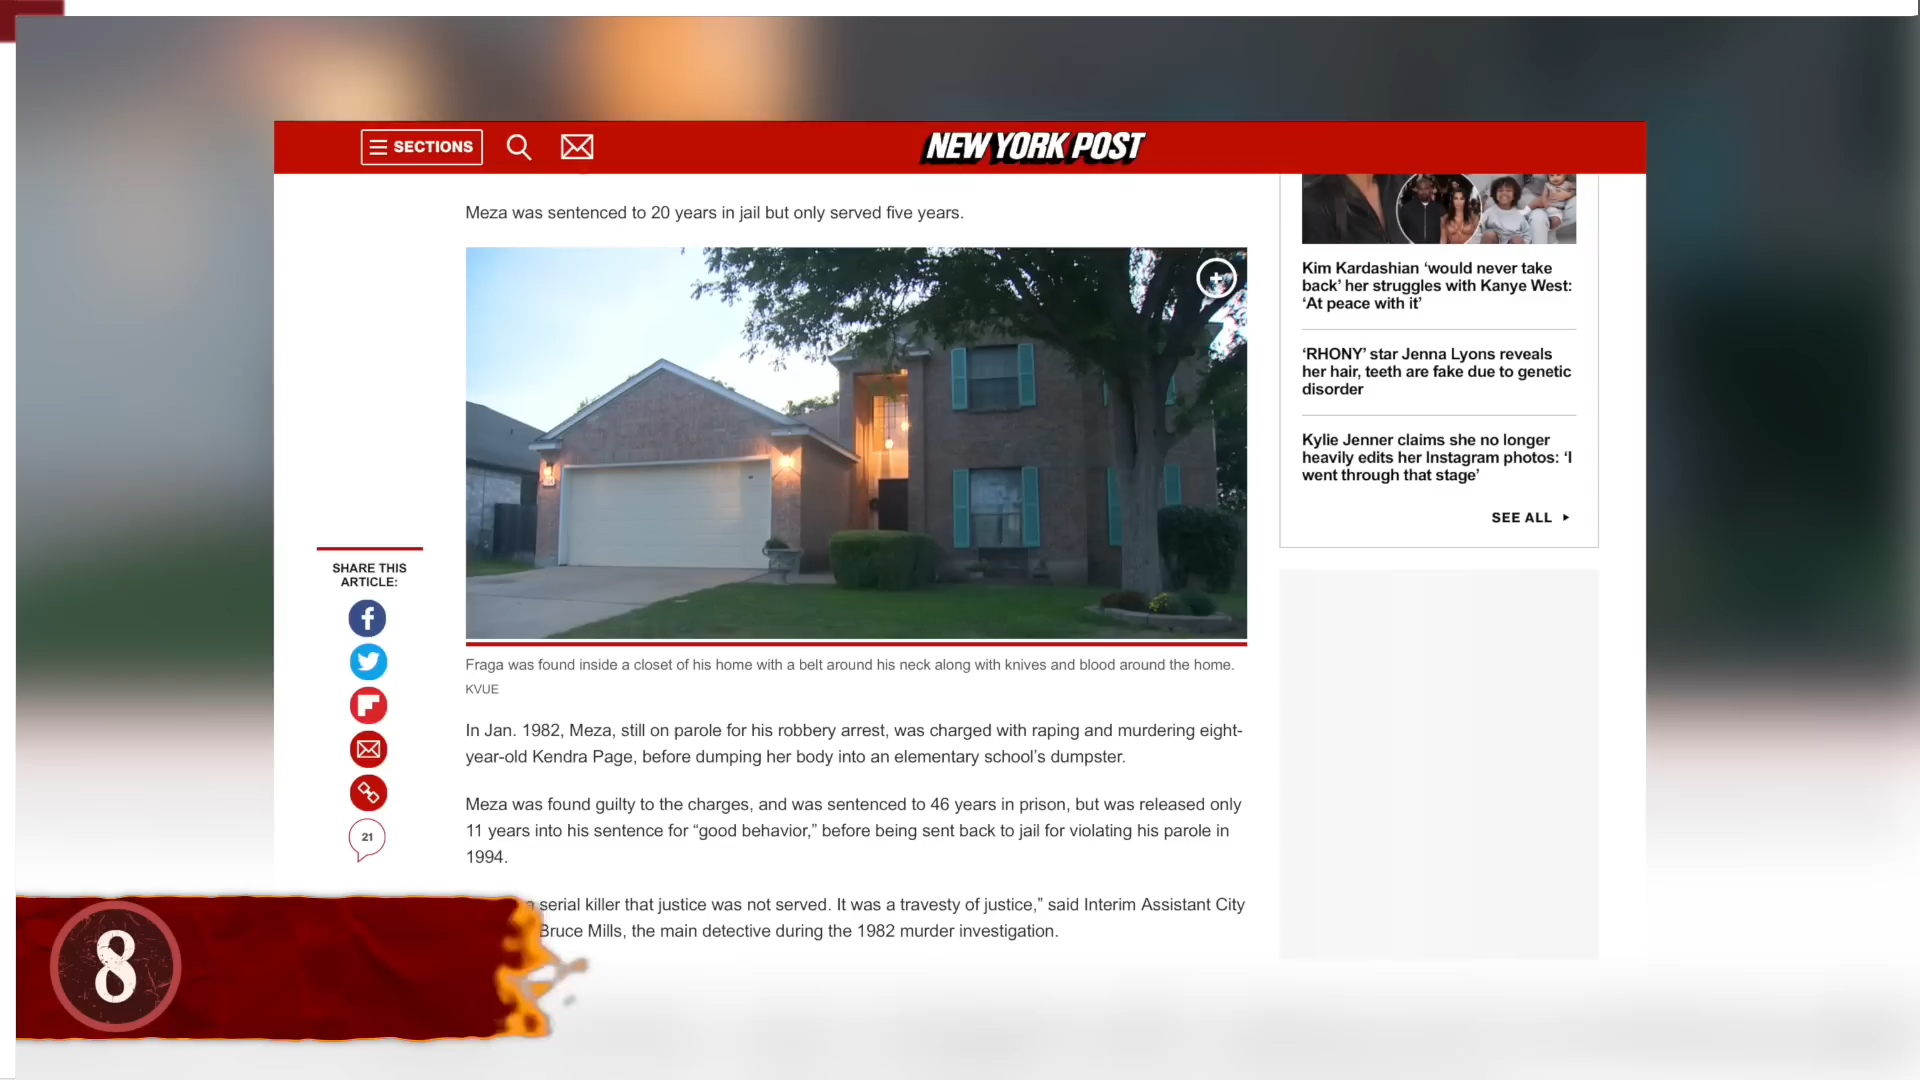 SECTIONS
NEW YORK POST
Meza was sentenced to 20 years in jail but only served five years.
Fraga was found inside a closet of his home with a belt around his neck along with knives and blood around the home.
KVUE
In Jan. 1982, Meza, still on parole for his robbery arrest, was charged with raping and murdering eight-
year-old Kendra Page, before dumping her body into an elementary school’s dumpster.
Meza was found guilty to the charges, and was sentenced to 46 years in prison, but was released only
11 years into his sentence for “good behavior,” before being sent back to jail for violating his parole in
1994.
serial killer that justice was not served. It was a travesty of justice,” said Interim Assistant City
Bruce Mills, the main detective during the 1982 murder investigation.
SHARE THIS
ARTICLE:
21
Kim Kardashian ‘would never take
back’ her struggles with Kanye West:
‘At peace with it’
‘RHONY’ star Jenna Lyons reveals
her hair, teeth are fake due to genetic
disorder
Kylie Jenner claims she no longer
heavily edits her Instagram photos: ‘I
went through that stage’
SEE ALL
8